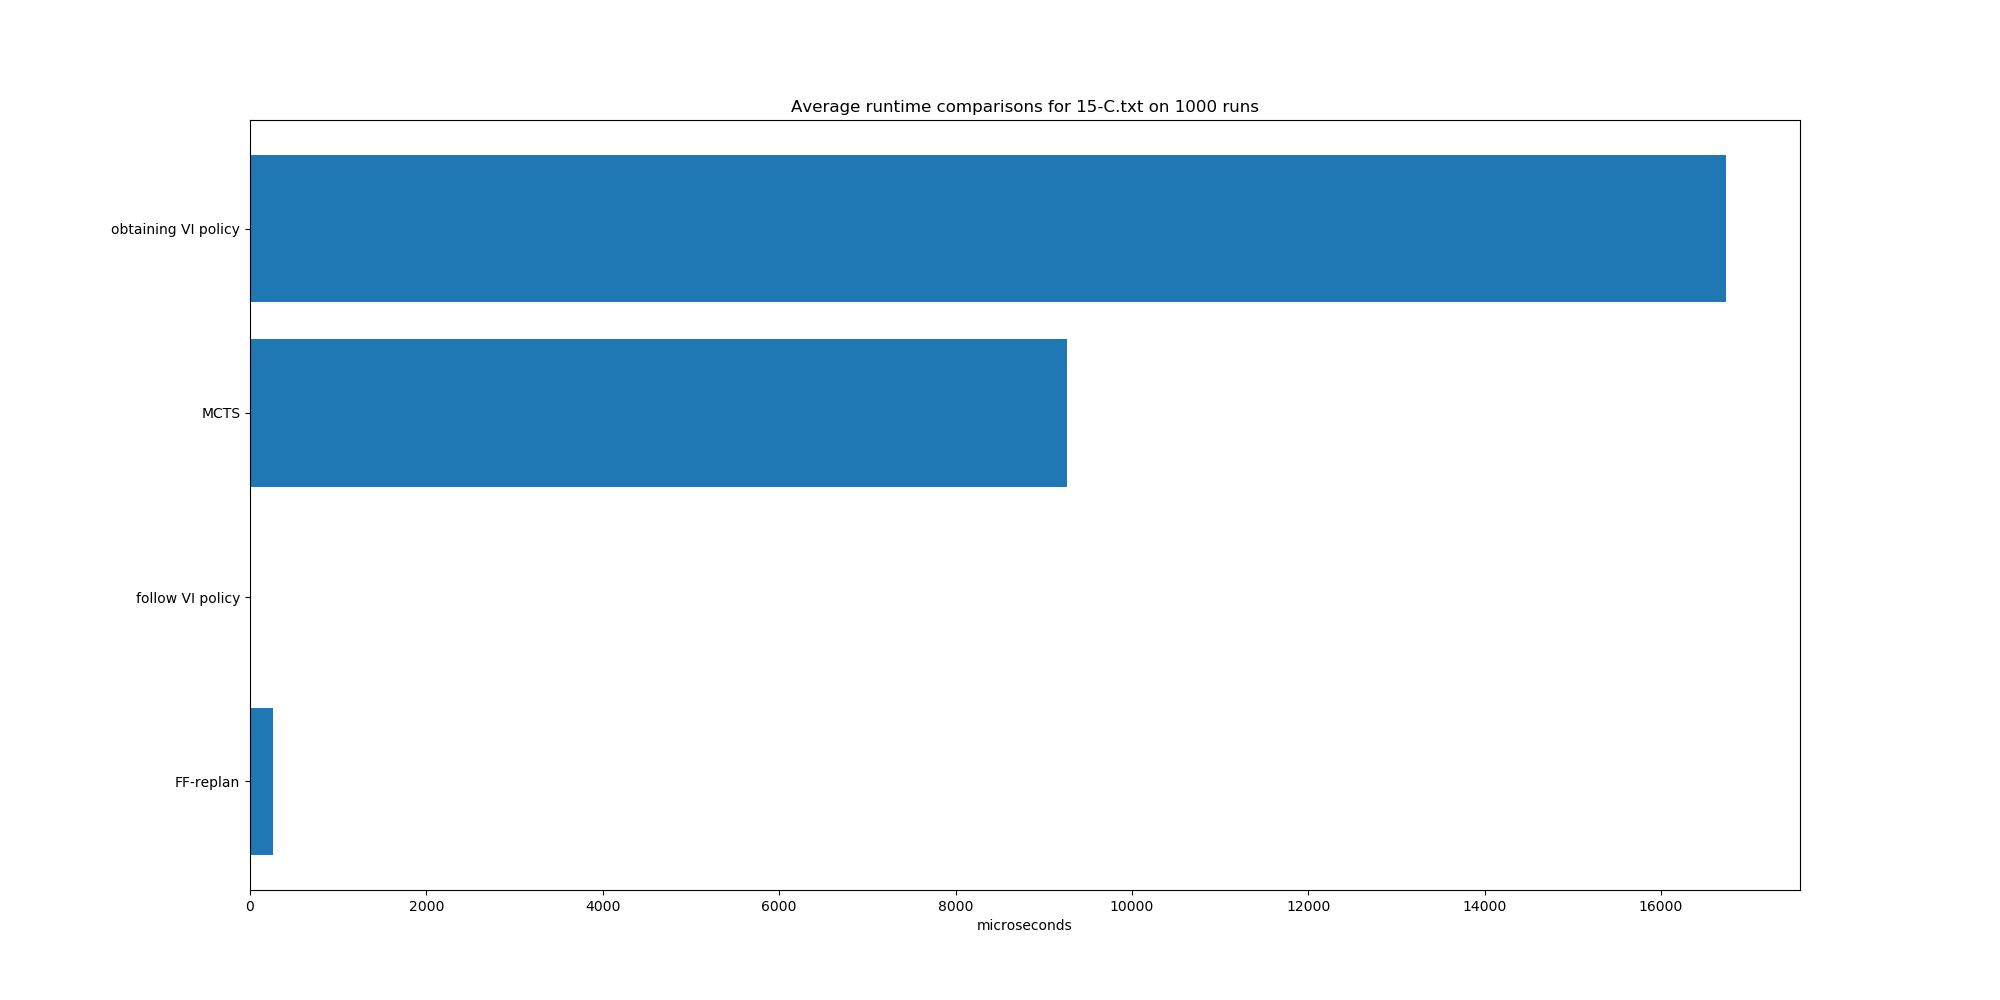 Average runtime comparisons for 15-C.txt on 1000 runs
obtaining VI policy
MCTS
follow VI policy
FF-replan
0 2000 4000 6000 8000 10000 12000 14000 16000
microseconds